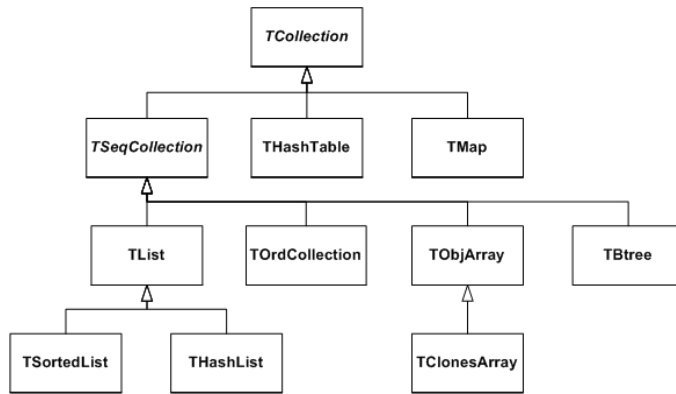 TCollection
TSeqCollection
THashTable
TMap
TList
TOrdCollection
TObjArray
TBtree
TSortedList
THashList
TClonesArray